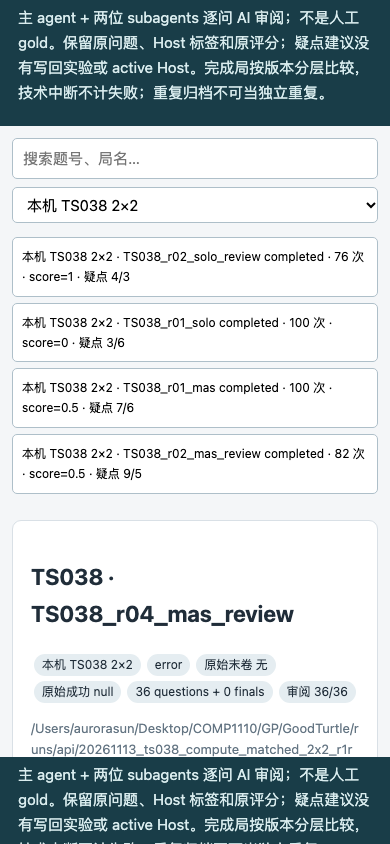 主 agent + 两位 subagents 逐问 AI 审阅；不是人工
gold。保留原问题、Host 标签和原评分；疑点建议没
有写回实验或 active Host。完成局按版本分层比较，
技术中断不计失败；重复归档不可当独立重复。
搜索题号、局名...
本机 TS038 2×2
本机 TS038 2×2 · TS038_r02_solo_review completed · 76 次
· score=1 · 疑点 4/3
本机 TS038 2×2 · TS038_r01_solo completed · 100 次 ·
score=0 · 疑点 3/6
本机 TS038 2×2 · TS038_r01_mas completed · 100 次 ·
score=0.5 · 疑点 7/6
本机 TS038 2×2 · TS038_r02_mas_review completed · 82 次
· score=0.5 · 疑点 9/5
TS038 ·
TS038_r04_mas_review
本机 TS038 2×2 error 原始末卷 无
原始成功 null 36 questions + 0 finals 审阅 36/36
/Users/aurorasun/Desktop/COMP1110/GP/GoodTurtle/r
uns/api/20261113_ts038_compute_matched_2x2_r1r
主 agent + 两位 subagents 逐问 AI 审阅；不是人工
gold。保留原问题、Host 标签和原评分；疑点建议没
有写回实验或 active Host。完成局按版本分层比较，